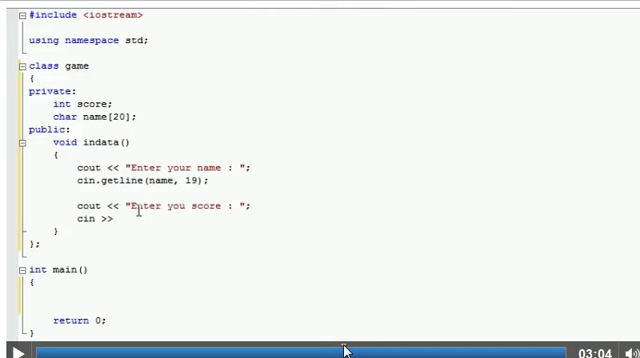 #include <iostream>
using namespace std;
class game
{
private:
int score;
char name[20];
public:
void indata()
{
cout << "Enter your name : ";
cin.getline(name, 19);
cout << "Enter you score : ";
cin >>
}
};
int main()
{
return 0;
}
03:04